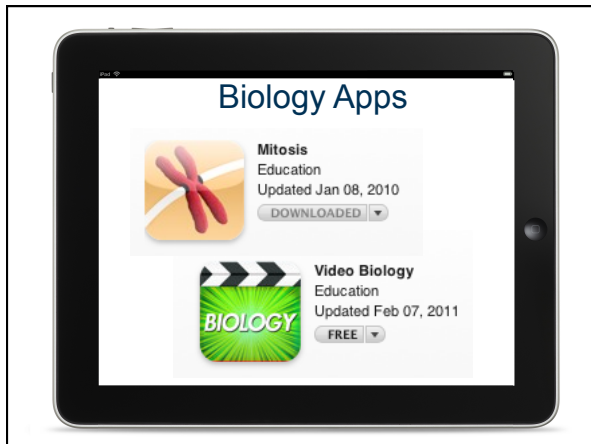 iPad
Biology Apps
Mitosis
Education
Updated Jan 08, 2010
DOWNLOADED
BIOLOGY
Video Biology
Education
Updated Feb 07, 2011
FREE